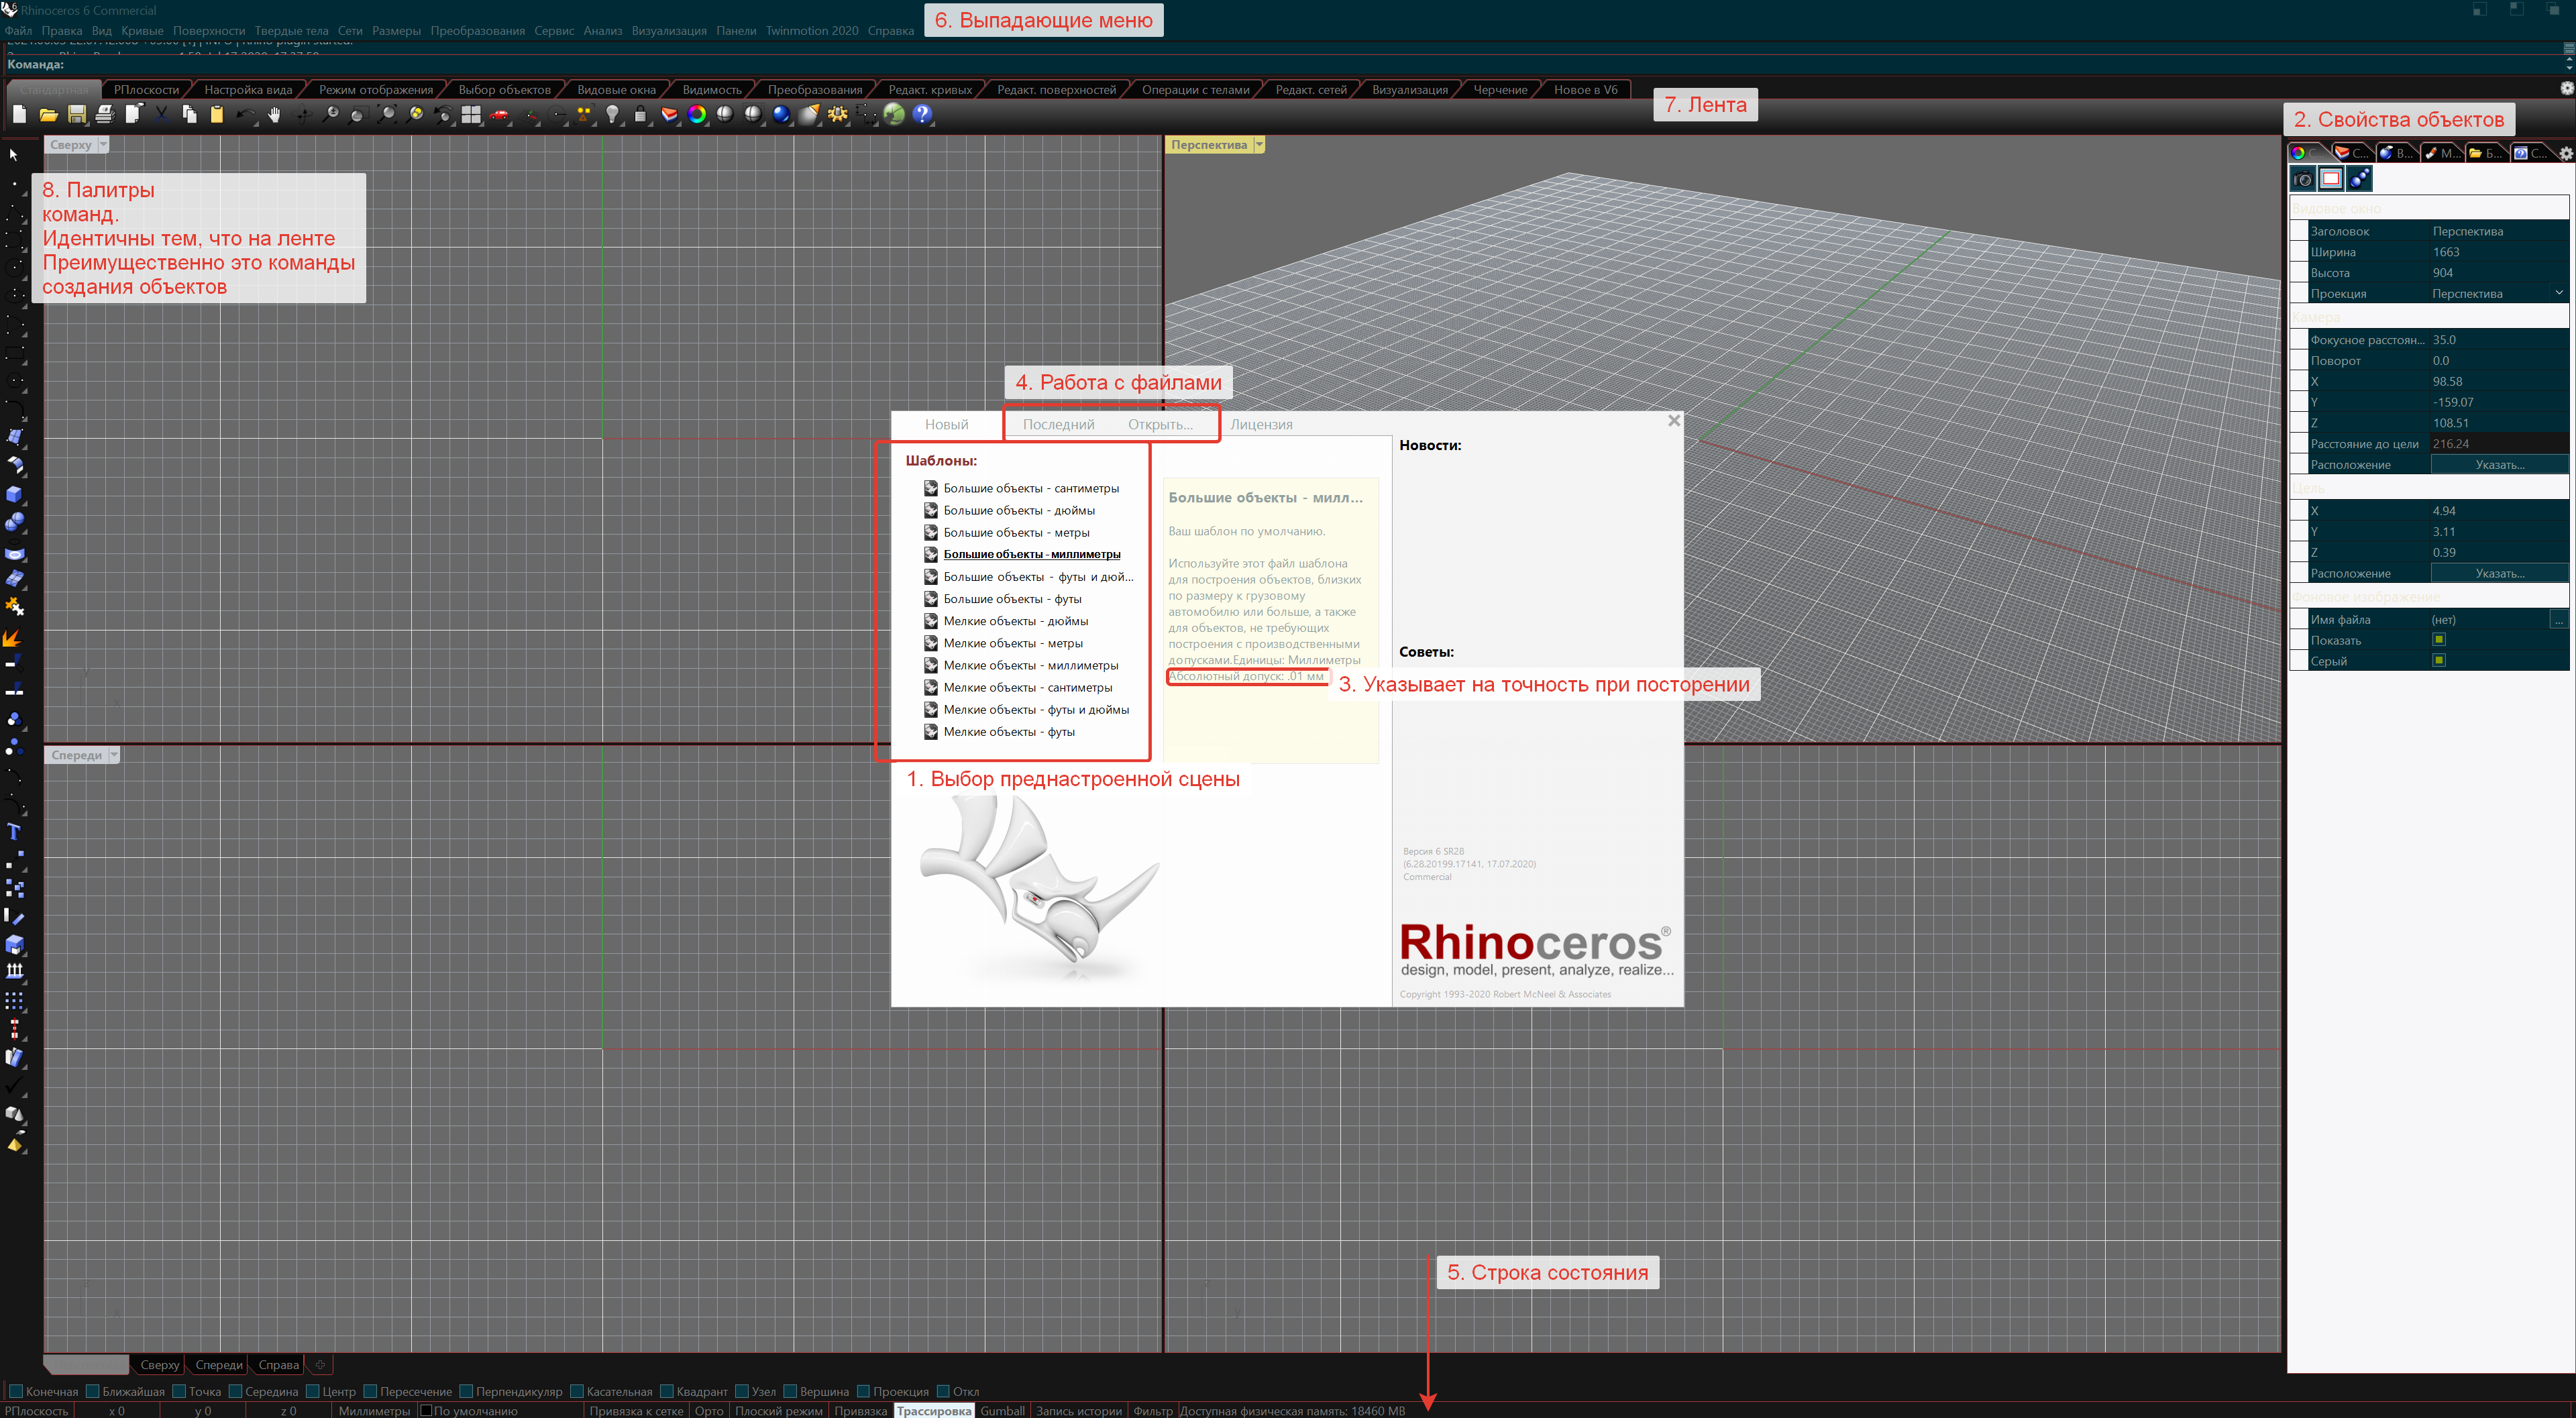 Rhinoceros 6 Commercial
6. Выпадающие меню
Файл Правка Вид Кривые Поверхности Твердые тела Сети Размеры Преобразования Сервис Анализ Визуализация Панели Twinmotion 2020 Справка
Команда:
Стандартная РПлоскости Настройка вида Режим отображения Выбор объектов Видовые окна Видимость Преобразования Редакт. кривых Редакт. поверхностей Операции с телами Редакт. сетей Визуализация Черчение Новое в V6
7. Лента
2. Свойства объектов
Сверху
Перспектива
С... С... В... М... Б... С...
8. Палитры
команд.
Идентичны тем, что на ленте
Преимущественно это команды
создания объектов
Видовое окно
Заголовок Перспектива
Ширина 1663
Высота 904
Проекция Перспектива
Камера
Фокусное расстоян... 35.0
Поворот 0.0
X 98.58
Y -159.07
Z 108.51
Расстояние до цели 216.24
Расположение Указать...
Цель
X 4.94
Y 3.11
Z 0.39
Расположение Указать...
Фоновое изображение
Имя файла (нет) ...
Показать
Серый
4. Работа с файлами
Новый Последний Открыть... Лицензия
Шаблоны:
Большие объекты - сантиметры
Большие объекты - дюймы
Большие объекты - метры
Большие объекты - миллиметры
Большие объекты - футы и дюй...
Большие объекты - футы
Мелкие объекты - дюймы
Мелкие объекты - метры
Мелкие объекты - миллиметры
Мелкие объекты - сантиметры
Мелкие объекты - футы и дюймы
Мелкие объекты - футы
Большие объекты - милл...
Ваш шаблон по умолчанию.
Используйте этот файл шаблона
для построения объектов, близких
по размеру к грузовому
автомобилю или больше, а также
для объектов, не требующих
построения с производственными
допусками.Единицы: Миллиметры
Абсолютный допуск: .01 мм
3. Указывает на точность при посторении
Новости:
Советы:
1. Выбор преднастроенной сцены
Версия 6 SR28
(6.28.20199.17141, 17.07.2020)
Commercial
Rhinoceros®
design, model, present, analyze, realize...
Copyright 1993-2020 Robert McNeel & Associates
Спереди
5. Строка состояния
Сверху Спереди Справа
Конечная Ближайшая Точка Середина Центр Пересечение Перпендикуляр Касательная Квадрант Узел Вершина Проекция Откл
РПлоскость x 0 y 0 z 0 Миллиметры По умолчанию Привязка к сетке Орто Плоский режим Привязка Трассировка Gumball Запись истории Фильтр Доступная физическая память: 18460 MB